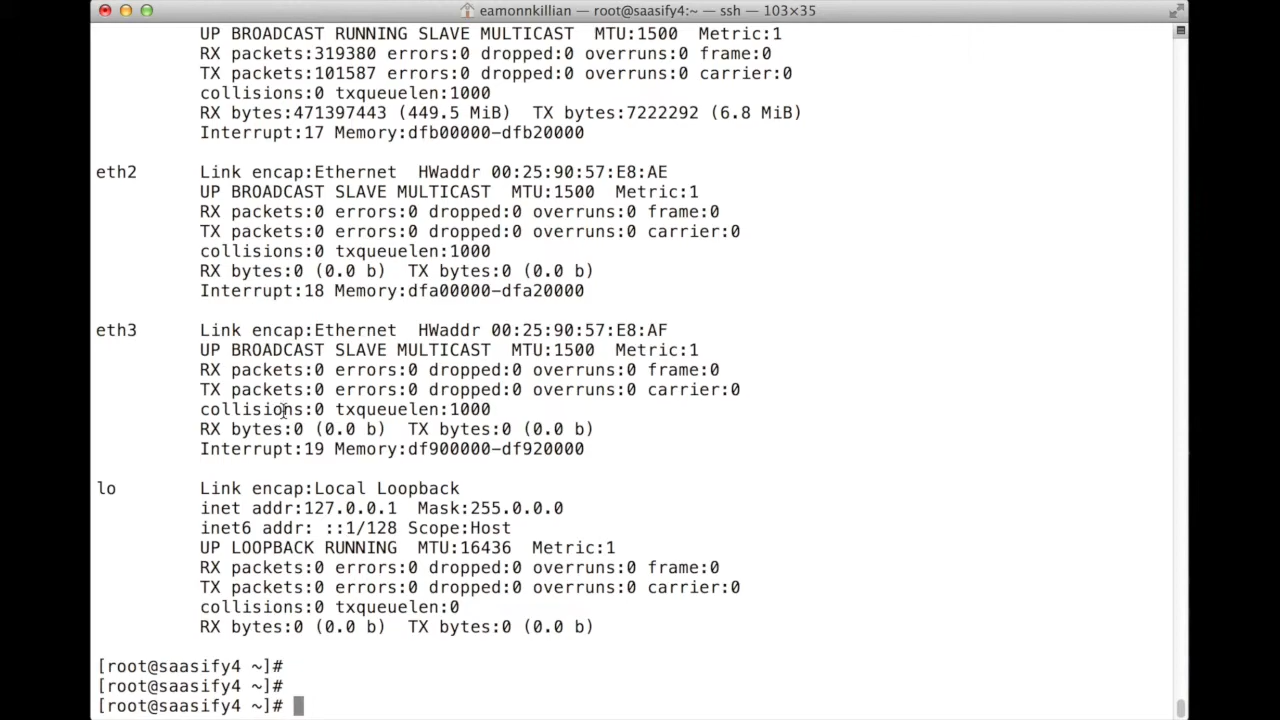 eamonnkillian — root@saasify4:~ — ssh — 103×35
UP BROADCAST RUNNING SLAVE MULTICAST  MTU:1500  Metric:1
RX packets:319380 errors:0 dropped:0 overruns:0 frame:0
TX packets:101587 errors:0 dropped:0 overruns:0 carrier:0
collisions:0 txqueuelen:1000
RX bytes:471397443 (449.5 MiB)  TX bytes:7222292 (6.8 MiB)
Interrupt:17 Memory:dfb00000-dfb20000
eth2      Link encap:Ethernet  HWaddr 00:25:90:57:E8:AE
UP BROADCAST SLAVE MULTICAST  MTU:1500  Metric:1
RX packets:0 errors:0 dropped:0 overruns:0 frame:0
TX packets:0 errors:0 dropped:0 overruns:0 carrier:0
collisions:0 txqueuelen:1000
RX bytes:0 (0.0 b)  TX bytes:0 (0.0 b)
Interrupt:18 Memory:dfa00000-dfa20000
eth3      Link encap:Ethernet  HWaddr 00:25:90:57:E8:AF
UP BROADCAST SLAVE MULTICAST  MTU:1500  Metric:1
RX packets:0 errors:0 dropped:0 overruns:0 frame:0
TX packets:0 errors:0 dropped:0 overruns:0 carrier:0
collisions:0 txqueuelen:1000
RX bytes:0 (0.0 b)  TX bytes:0 (0.0 b)
Interrupt:19 Memory:df900000-df920000
lo        Link encap:Local Loopback
inet addr:127.0.0.1  Mask:255.0.0.0
inet6 addr: ::1/128 Scope:Host
UP LOOPBACK RUNNING  MTU:16436  Metric:1
RX packets:0 errors:0 dropped:0 overruns:0 frame:0
TX packets:0 errors:0 dropped:0 overruns:0 carrier:0
collisions:0 txqueuelen:0
RX bytes:0 (0.0 b)  TX bytes:0 (0.0 b)
[root@saasify4 ~]#
[root@saasify4 ~]#
[root@saasify4 ~]#